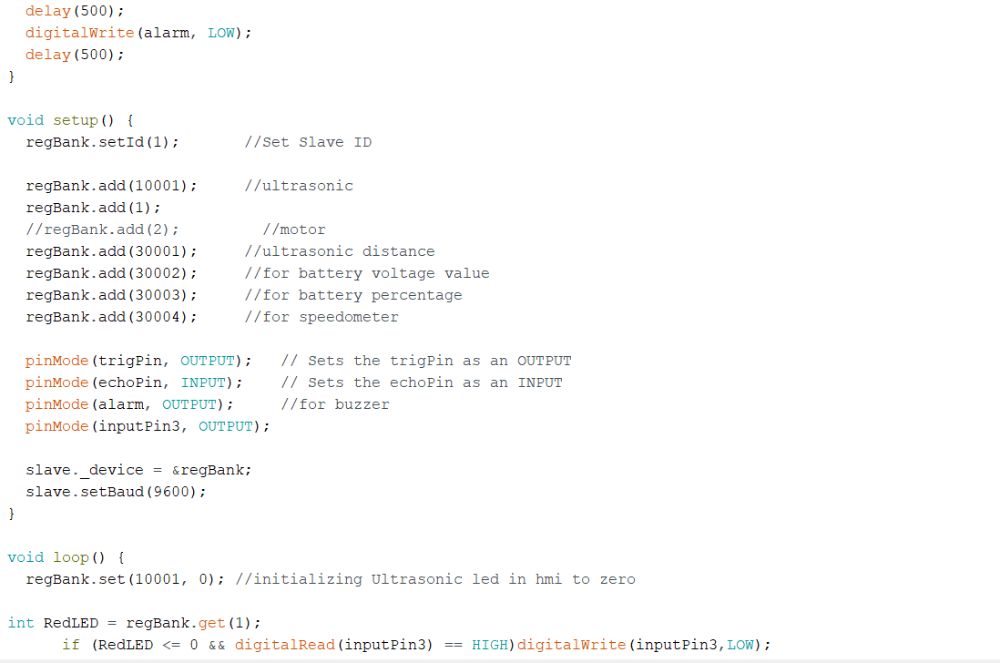 delay(500);
digitalWrite(alarm, LOW);
delay(500);
}
void setup() {
regBank.setId(1);       //Set Slave ID
regBank.add(10001);     //ultrasonic
regBank.add(1);
//regBank.add(2);         //motor
regBank.add(30001);     //ultrasonic distance
regBank.add(30002);     //for battery voltage value
regBank.add(30003);     //for battery percentage
regBank.add(30004);     //for speedometer
pinMode(trigPin, OUTPUT);   // Sets the trigPin as an OUTPUT
pinMode(echoPin, INPUT);    // Sets the echoPin as an INPUT
pinMode(alarm, OUTPUT);     //for buzzer
pinMode(inputPin3, OUTPUT);
slave._device = &regBank;
slave.setBaud(9600);
}
void loop() {
regBank.set(10001, 0); //initializing Ultrasonic led in hmi to zero
int RedLED = regBank.get(1);
if (RedLED <= 0 && digitalRead(inputPin3) == HIGH)digitalWrite(inputPin3,LOW);